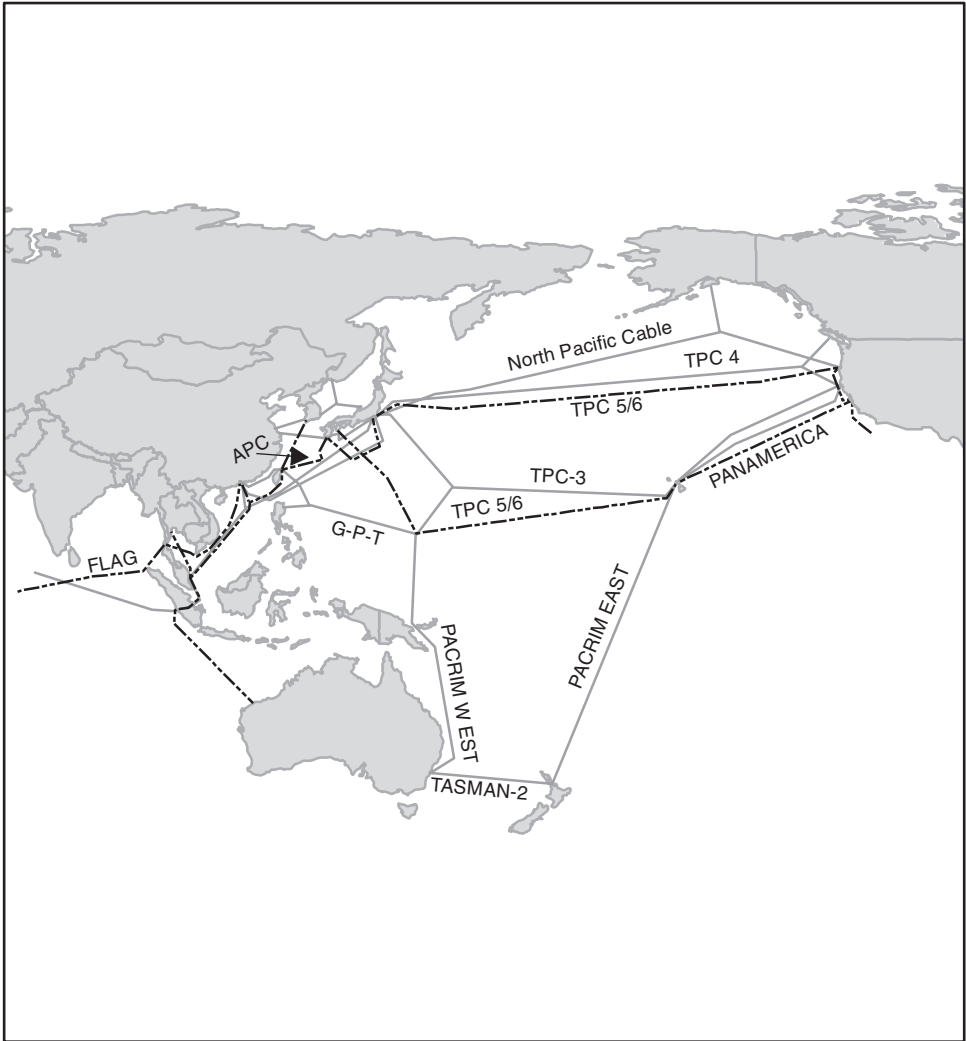 North Pacific Cable
TPC 4
TPC 5/6
APC
PANAMERICA
TPC-3
TPC 5/6
G-P-T
FLAG
PACRIM EAST
PACRIM W EST
TASMAN-2